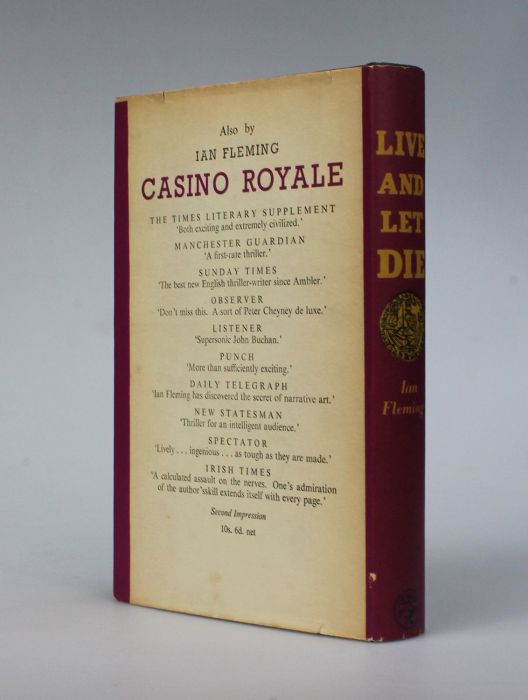 Also by
IAN FLEMING
CASINO ROYALE
THE TIMES LITERARY SUPPLEMENT
'Both exciting and extremely civilized.'
MANCHESTER GUARDIAN
'A first-rate thriller.'
SUNDAY TIMES
'The best new English thriller-writer since Ambler.'
OBSERVER
'Don't miss this. A sort of Peter Cheyney de luxe.'
LISTENER
'Supersonic John Buchan.'
PUNCH
'More than sufficiently exciting.'
DAILY TELEGRAPH
'Ian Fleming has discovered the secret of narrative art.'
NEW STATESMAN
'Thriller for an intelligent audience.'
SPECTATOR
'Lively . . . ingenious . . . as tough as they are made.'
IRISH TIMES
'A calculated assault on the nerves. One's admiration
of the author'sskill extends itself with every page.'
Second Impression
10s. 6d. net
LIVE
AND
LET
DIE
Ian
Fleming